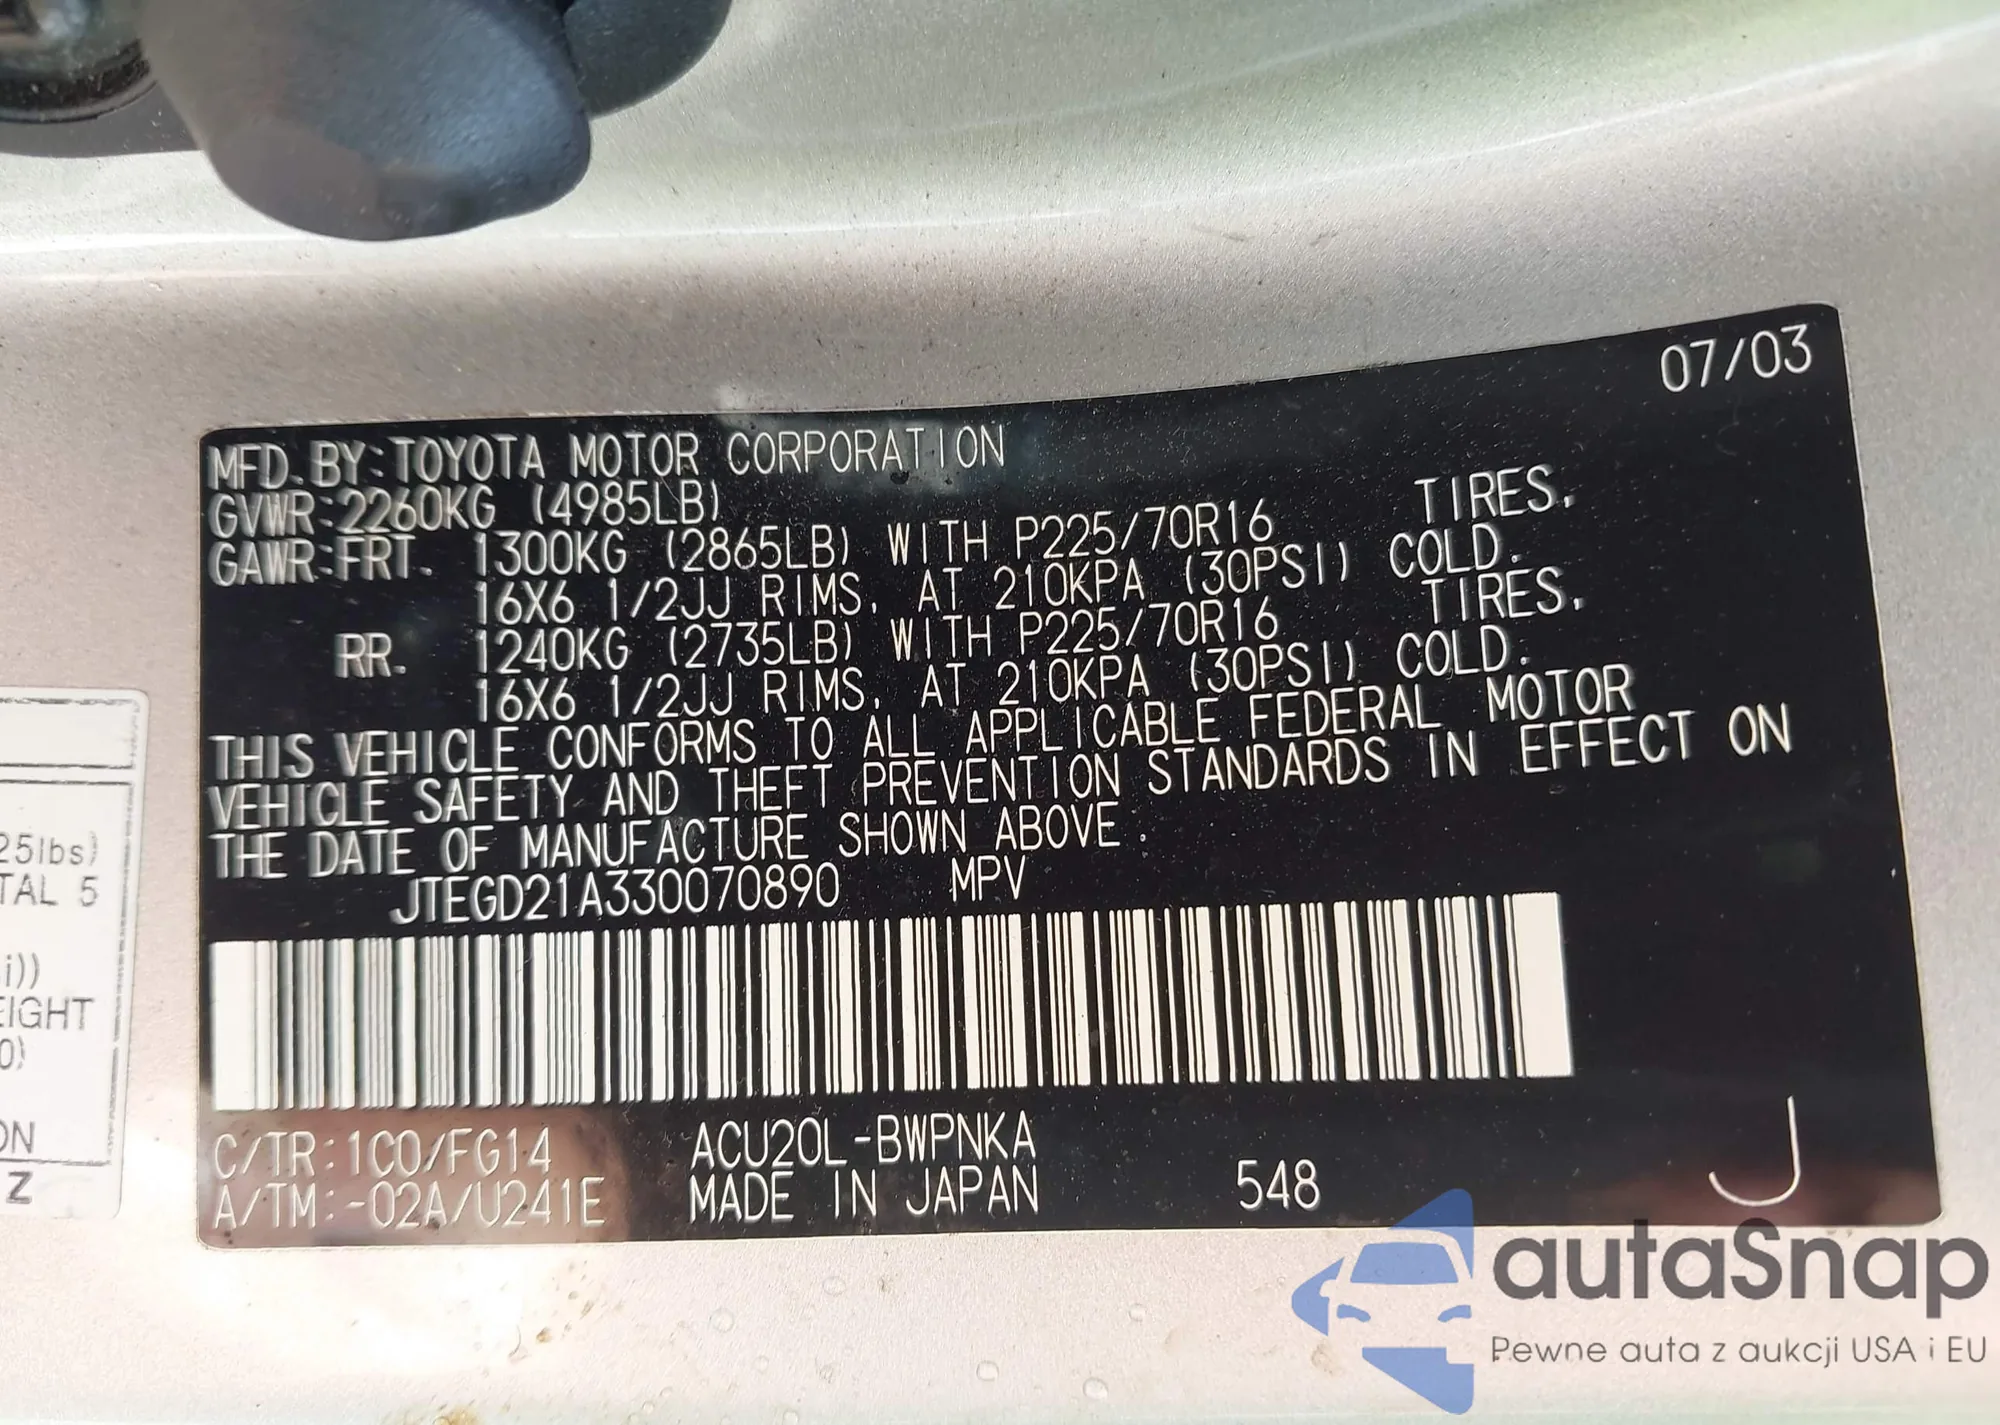 07/03
MFD. BY:TOYOTA MOTOR CORPORATION
GVWR:2260KG (4985LB)
GAWR:FRT. 1300KG (2865LB) WITH P225/70R16 TIRES,
16X6 1/2JJ RIMS, AT 210KPA (30PSI) COLD.
RR. 1240KG (2735LB) WITH P225/70R16 TIRES,
16X6 1/2JJ RIMS, AT 210KPA (30PSI) COLD.
THIS VEHICLE CONFORMS TO ALL APPLICABLE FEDERAL MOTOR
VEHICLE SAFETY AND THEFT PREVENTION STANDARDS IN EFFECT ON
THE DATE OF MANUFACTURE SHOWN ABOVE.
JTEGD21A330070890 MPV
C/TR:1C0/FG14 ACU20L-BWPNKA
A/TM:-02A/U241E MADE IN JAPAN 548 J
25lbs)
TAL 5
i))
EIGHT
0)
ON
Z
autaSnap
Pewne auta z aukcji USA i EU